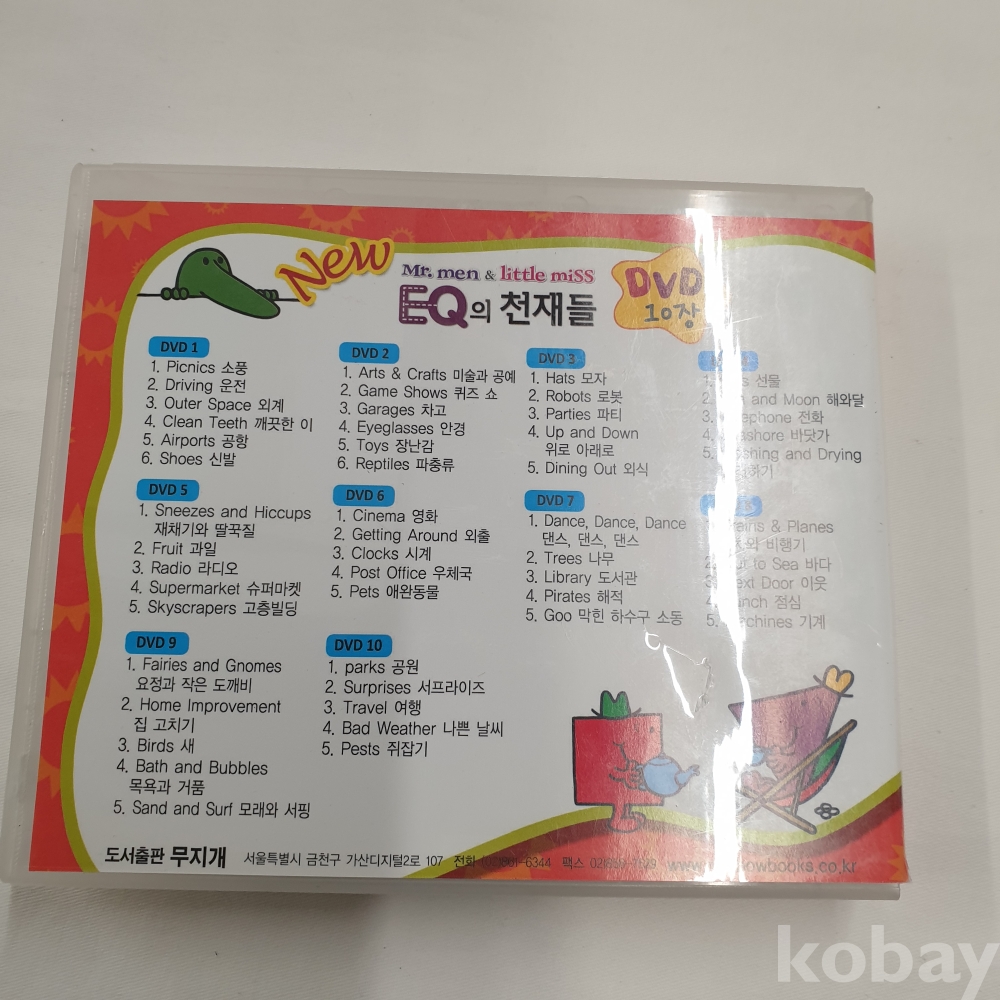 New
Mr. men & little miss
EQ의 천재들
DVD
10장
DVD 1
1. Picnics 소풍
2. Driving 운전
3. Outer Space 외계
4. Clean Teeth 깨끗한 이
5. Airports 공항
6. Shoes 신발
DVD 2
1. Arts & Crafts 미술과 공예
2. Game Shows 퀴즈 쇼
3. Garages 차고
4. Eyeglasses 안경
5. Toys 장난감
6. Reptiles 파충류
DVD 3
1. Hats 모자
2. Robots 로봇
3. Parties 파티
4. Up and Down
위로 아래로
5. Dining Out 외식
선물
and Moon 해와달
전화
바닷가
and Drying
DVD 5
1. Sneezes and Hiccups
재채기와 딸꾹질
2. Fruit 과일
3. Radio 라디오
4. Supermarket 슈퍼마켓
5. Skyscrapers 고층빌딩
DVD 6
1. Cinema 영화
2. Getting Around 외출
3. Clocks 시계
4. Post Office 우체국
5. Pets 애완동물
DVD 7
1. Dance, Dance, Dance
댄스, 댄스, 댄스
2. Trees 나무
3. Library 도서관
4. Pirates 해적
5. Goo 막힌 하수구 소동
& Planes
비행기
to Sea 바다
Door 이웃
점심
5. 기계
DVD 9
1. Fairies and Gnomes
요정과 작은 도깨비
2. Home Improvement
집 고치기
3. Birds 새
4. Bath and Bubbles
목욕과 거품
5. Sand and Surf 모래와 서핑
DVD 10
1. parks 공원
2. Surprises 서프라이즈
3. Travel 여행
4. Bad Weather 나쁜 날씨
5. Pests 쥐잡기
도서출판 무지개 서울특별시 금천구 가산디지털2로 107 전화 팩스
kobay